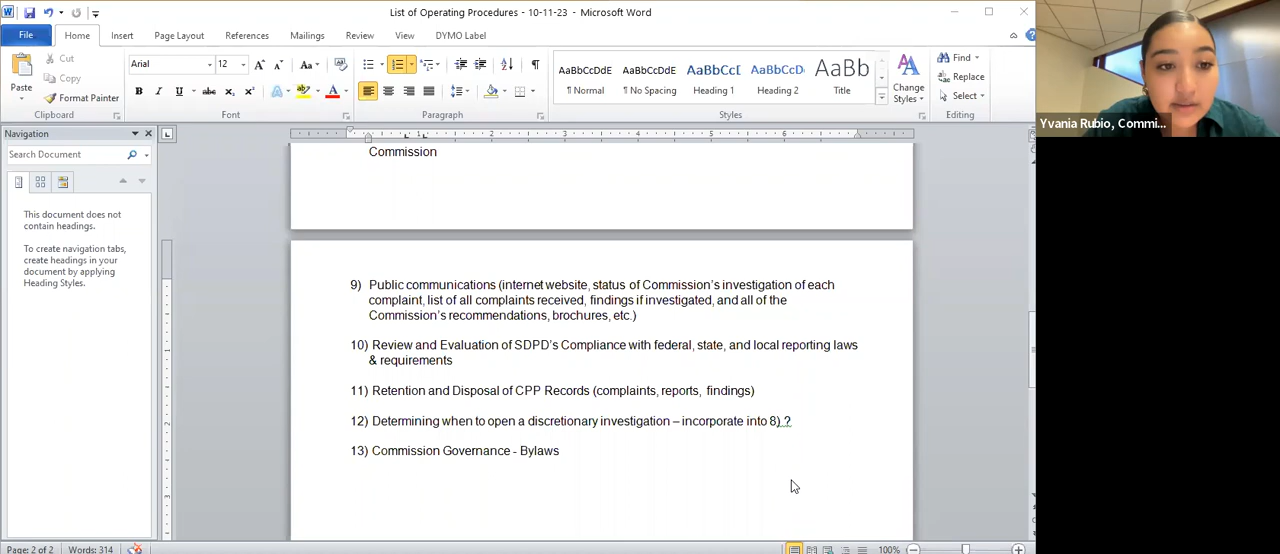 List of Operating Procedures - 10-11-23 - Microsoft Word
File Home Insert Page Layout References Mailings Review View DYMO Label
Paste
Cut
Copy
Format Painter
Clipboard
Arial 12
Font
Paragraph
AaBbCcDdE AaBbCcDdE AaBbC AaBbCcD AaBb
¶ Normal ¶ No Spacing Heading 1 Heading 2 Title
Change
Styles
Styles
Find
Replace
Select
Editing
Yvania Rubio, Commi...
Navigation
Search Document
This document does not
contain headings.
To create navigation tabs,
create headings in your
document by applying
Heading Styles.
Commission
9) Public communications (internet website, status of Commission's investigation of each
complaint, list of all complaints received, findings if investigated, and all of the
Commission's recommendations, brochures, etc.)
10) Review and Evaluation of SDPD's Compliance with federal, state, and local reporting laws
& requirements
11) Retention and Disposal of CPP Records (complaints, reports, findings)
12) Determining when to open a discretionary investigation – incorporate into 8) ?
13) Commission Governance - Bylaws
Page: 2 of 2 Words: 314 100%